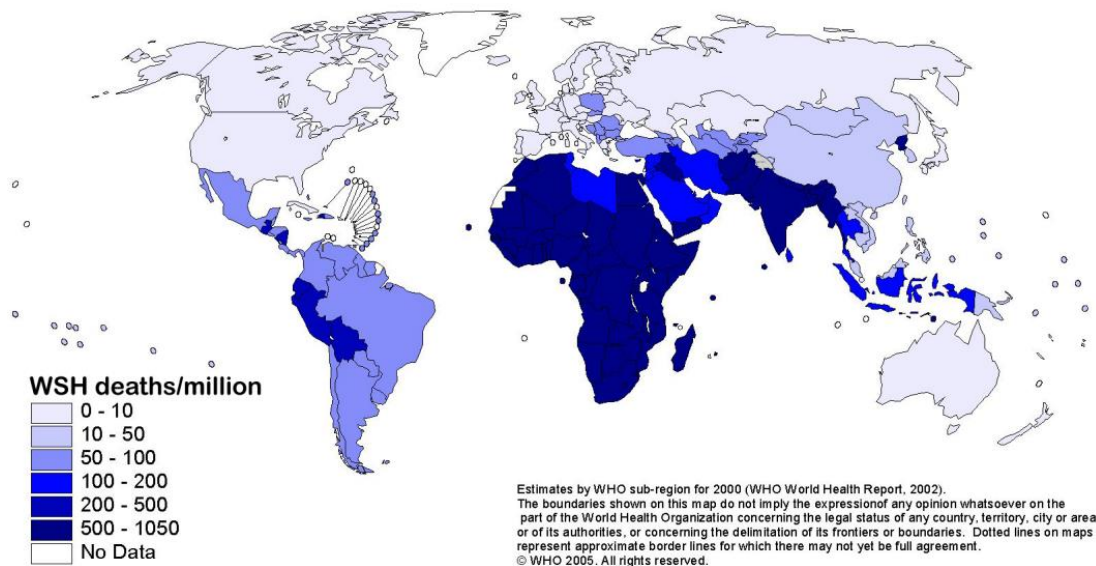 WSH deaths/million
0 - 10
10 - 50
50 - 100
100 - 200
200 - 500
500 - 1050
No Data
Estimates by WHO sub-region for 2000 (WHO World Health Report, 2002).
The boundaries shown on this map do not imply the expressionof any opinion whatsoever on the
part of the World Health Organization concerning the legal status of any country, territory, city or area
or of its authorities, or concerning the delimitation of its frontiers or boundaries. Dotted lines on maps
represent approximate border lines for which there may not yet be full agreement.
© WHO 2005. All rights reserved.